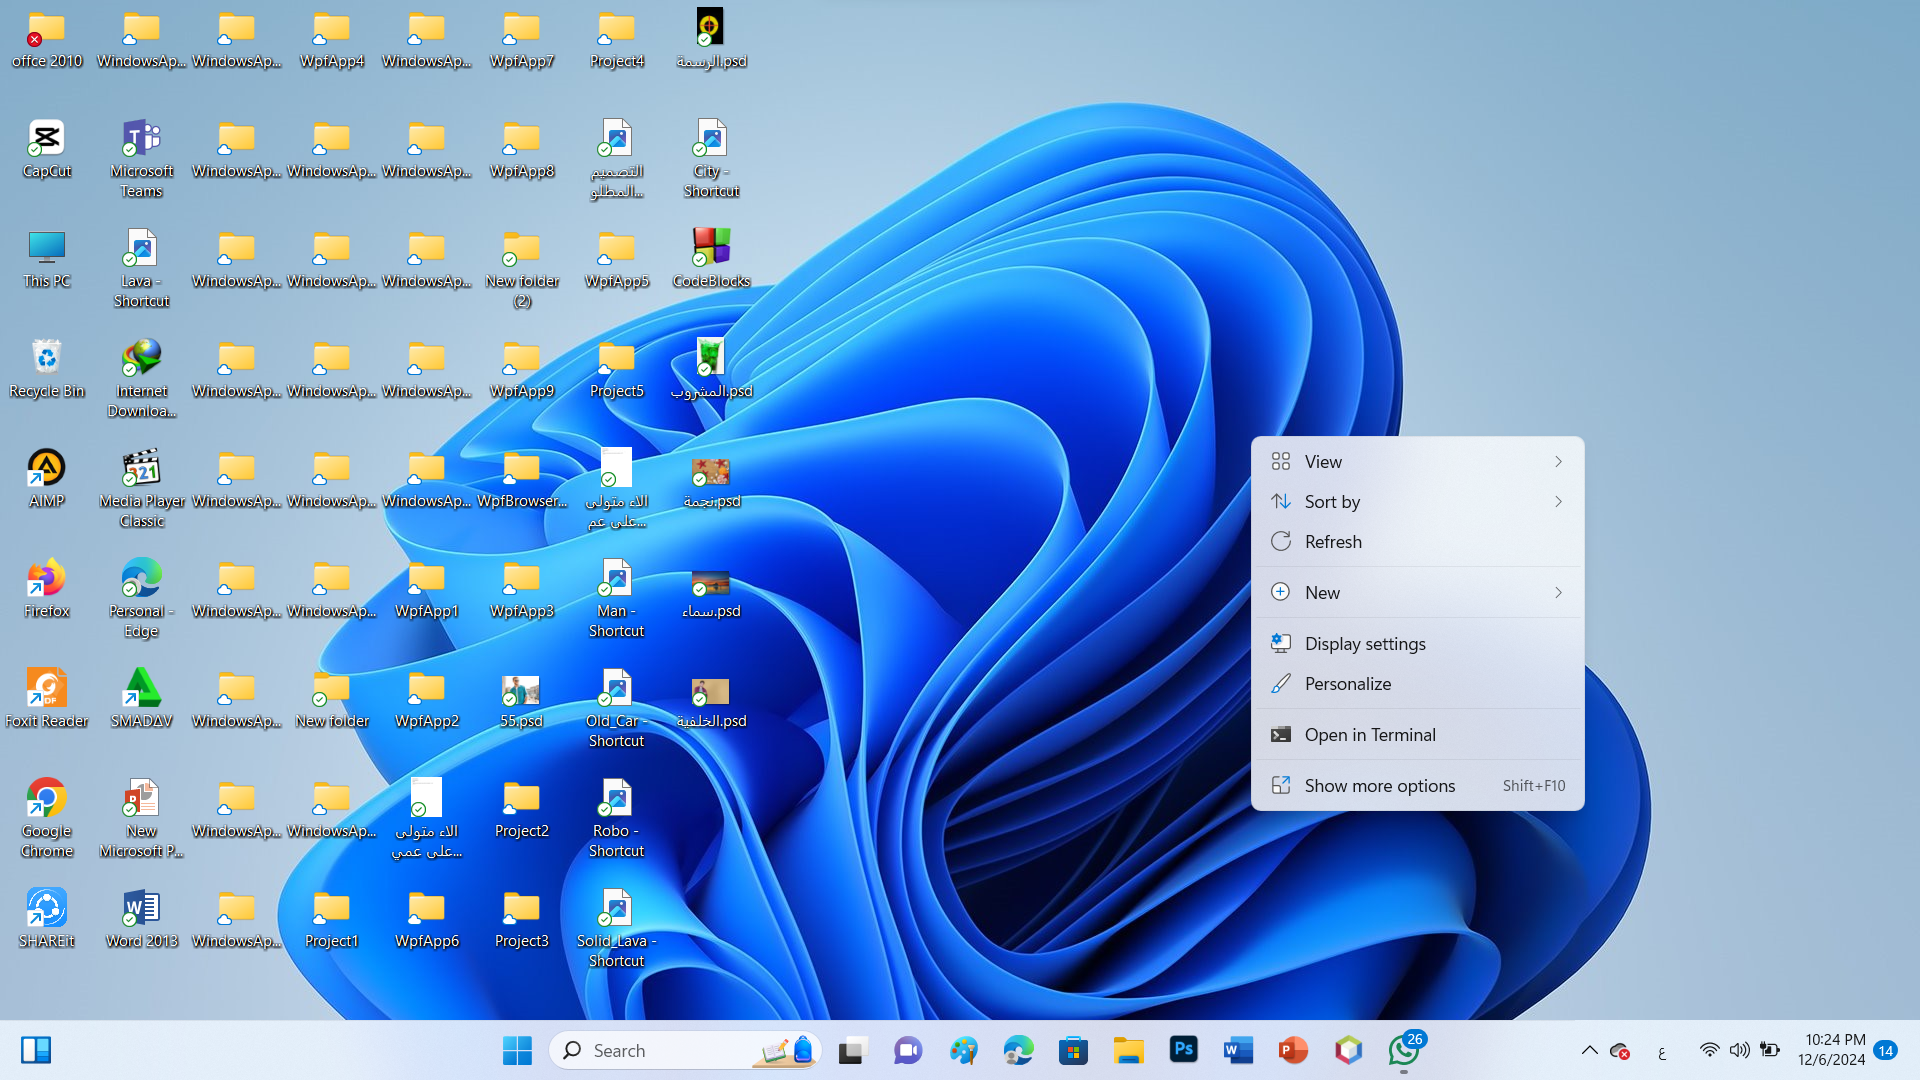 offce 2010
WindowsAp...
WindowsAp...
WpfApp4
WindowsAp...
WpfApp7
Project4
الرسمة.psd
CapCut
Microsoft
Teams
WindowsAp...
WindowsAp...
WindowsAp...
WpfApp8
التصميم
المطلو...
City -
Shortcut
This PC
Lava -
Shortcut
WindowsAp...
WindowsAp...
WindowsAp...
New folder
(2)
WpfApp5
CodeBlocks
Recycle Bin
Internet
Downloa...
WindowsAp...
WindowsAp...
WindowsAp...
WpfApp9
Project5
المشروب.psd
AIMP
321
Media Player
Classic
WindowsAp...
WindowsAp...
WindowsAp...
WpfBrowser...
الاء متولى
على عم...
نجمة.psd
Firefox
Personal -
Edge
WindowsAp...
WindowsAp...
WpfApp1
WpfApp3
Man -
Shortcut
سماء.psd
Foxit Reader
SMADΔV
WindowsAp...
New folder
WpfApp2
55.psd
Old_Car -
Shortcut
الخلفية.psd
Google
Chrome
New
Microsoft P...
WindowsAp...
WindowsAp...
الاء متولى
على عمي...
Project2
Robo -
Shortcut
SHAREit
Word 2013
WindowsAp...
Project1
WpfApp6
Project3
Solid_Lava -
Shortcut
View
Sort by
Refresh
New
Display settings
Personalize
Open in Terminal
Show more options Shift+F10
Search
Ps
W
P
26
ع
10:24 PM
12/6/2024
14